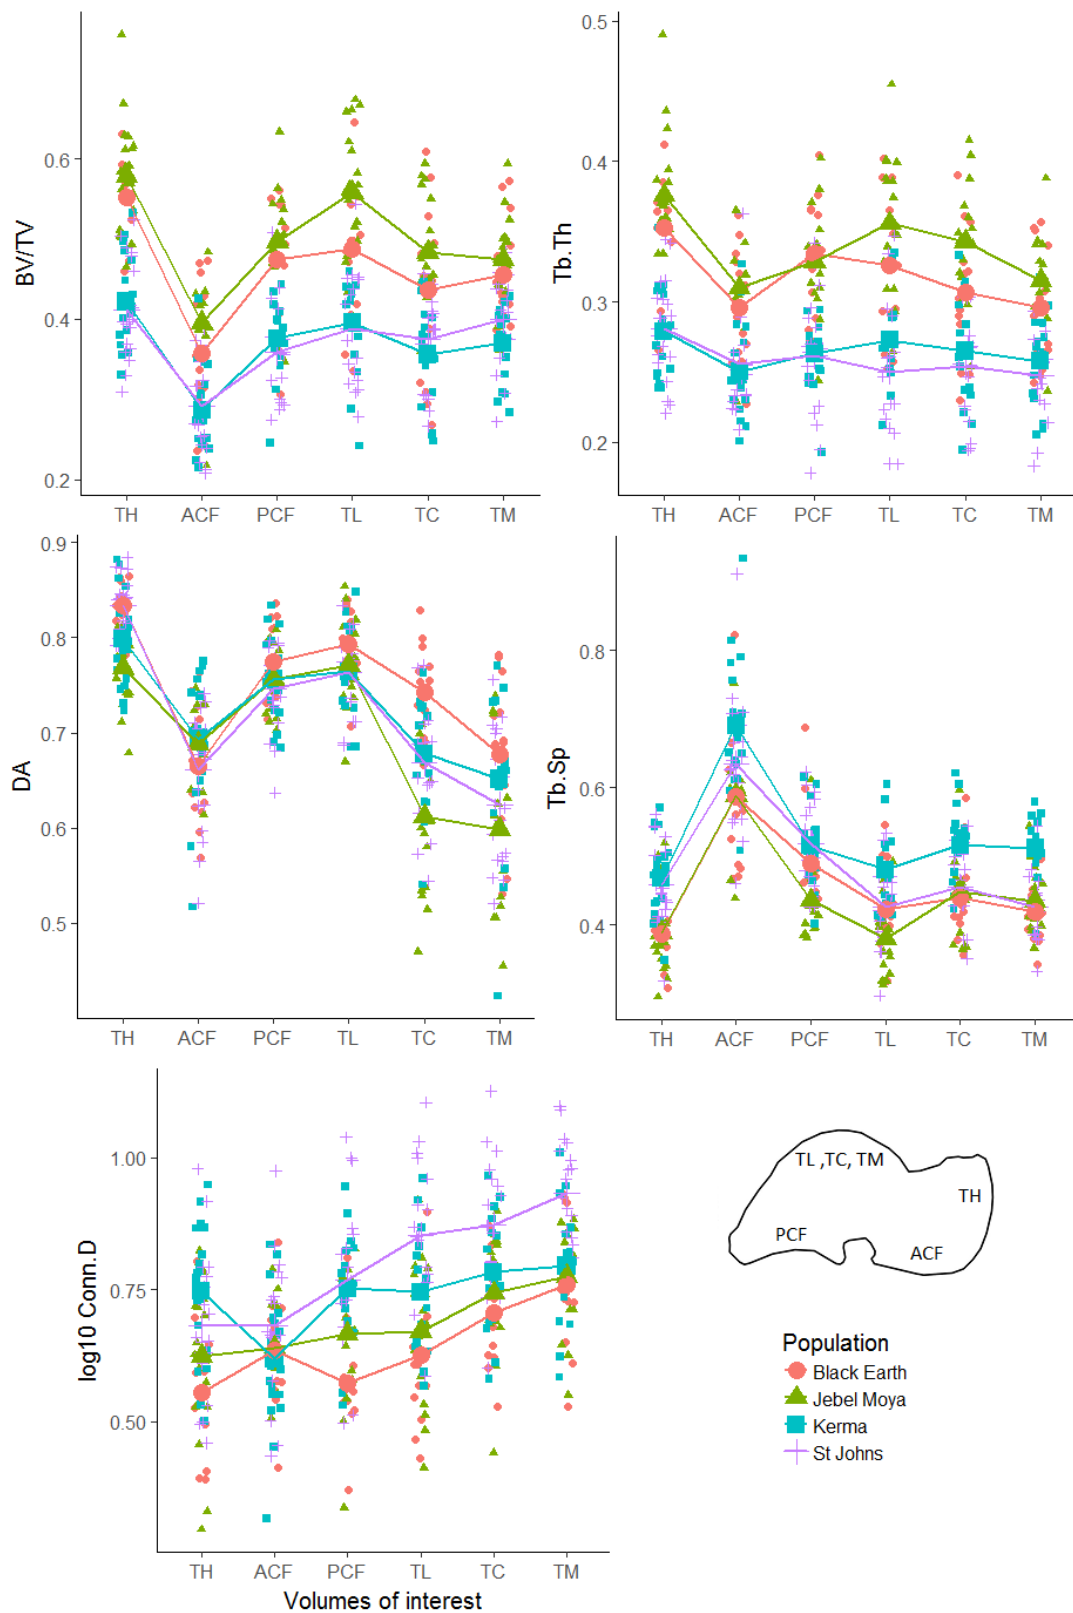 BV/TV
0.6
0.4
0.2
TH ACF PCF TL TC TM
Tb.Th
0.5
0.4
0.3
0.2
TH ACF PCF TL TC TM
DA
0.9
0.8
0.7
0.6
0.5
TH ACF PCF TL TC TM
Tb.Sp
0.8
0.6
0.4
TH ACF PCF TL TC TM
log10 Conn.D
1.00
0.75
0.50
TH ACF PCF TL TC TM
Volumes of interest
TL ,TC, TM
TH
PCF
ACF
Population
Black Earth
Jebel Moya
Kerma
St Johns